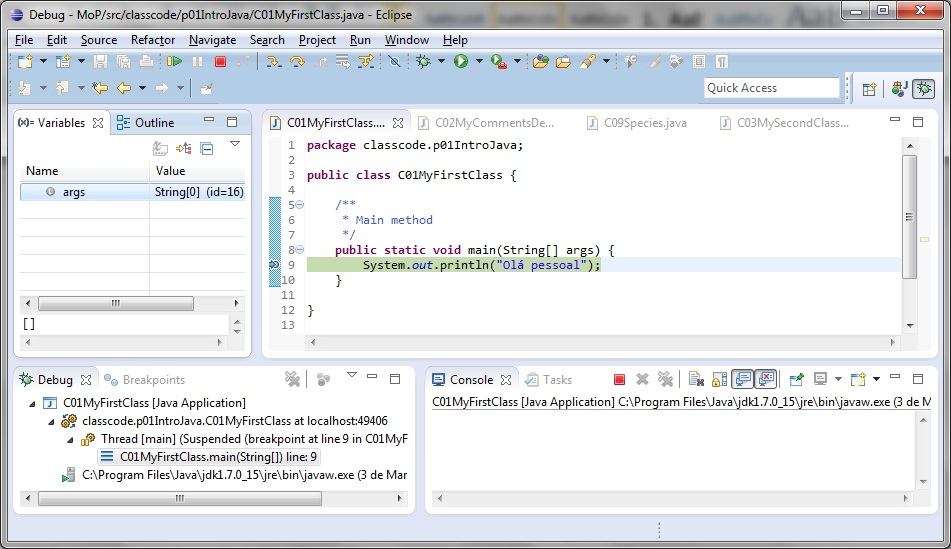 Debug - MoP/src/classcode/p01IntroJava/C01MyFirstClass.java - Eclipse
File Edit Source Refactor Navigate Search Project Run Window Help
Quick Access
(x)= Variables Outline
Name Value
args String[0] (id=16)
[]
C01MyFirstClass.... C02MyCommentsDe... C09Species.java C03MySecondClass...
1 package classcode.p01IntroJava;
2
3 public class C01MyFirstClass {
4
5 /**
6 * Main method
7 */
8 public static void main(String[] args) {
9 System.out.println("Olá pessoal");
10 }
11
12 }
13
Debug Breakpoints
C01MyFirstClass [Java Application]
classcode.p01IntroJava.C01MyFirstClass at localhost:49406
Thread [main] (Suspended (breakpoint at line 9 in C01MyF
C01MyFirstClass.main(String[]) line: 9
C:\Program Files\Java\jdk1.7.0_15\jre\bin\javaw.exe (3 de Mar
Console Tasks
C01MyFirstClass [Java Application] C:\Program Files\Java\jdk1.7.0_15\jre\bin\javaw.exe (3 de M